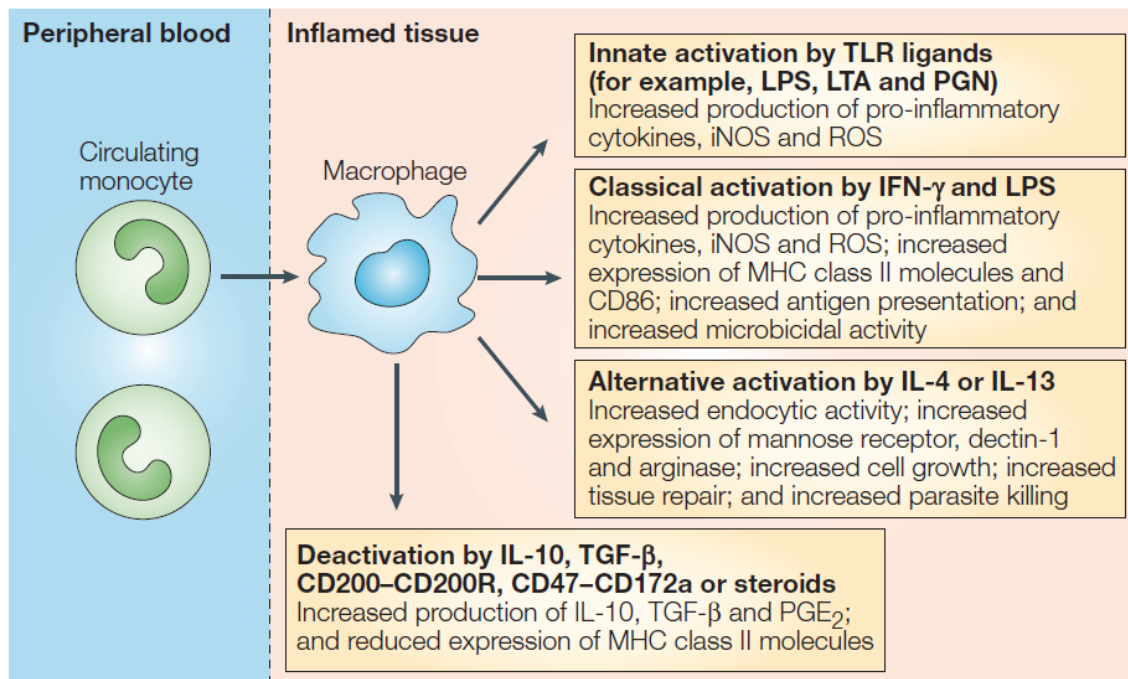 Peripheral blood
Inflamed tissue
Circulating
monocyte
Macrophage
Innate activation by TLR ligands
(for example, LPS, LTA and PGN)
Increased production of pro-inflammatory
cytokines, iNOS and ROS
Classical activation by IFN-γ and LPS
Increased production of pro-inflammatory
cytokines, iNOS and ROS; increased
expression of MHC class II molecules and
CD86; increased antigen presentation; and
increased microbicidal activity
Alternative activation by IL-4 or IL-13
Increased endocytic activity; increased
expression of mannose receptor, dectin-1
and arginase; increased cell growth; increased
tissue repair; and increased parasite killing
Deactivation by IL-10, TGF-β,
CD200–CD200R, CD47–CD172a or steroids
Increased production of IL-10, TGF-β and PGE₂;
and reduced expression of MHC class II molecules